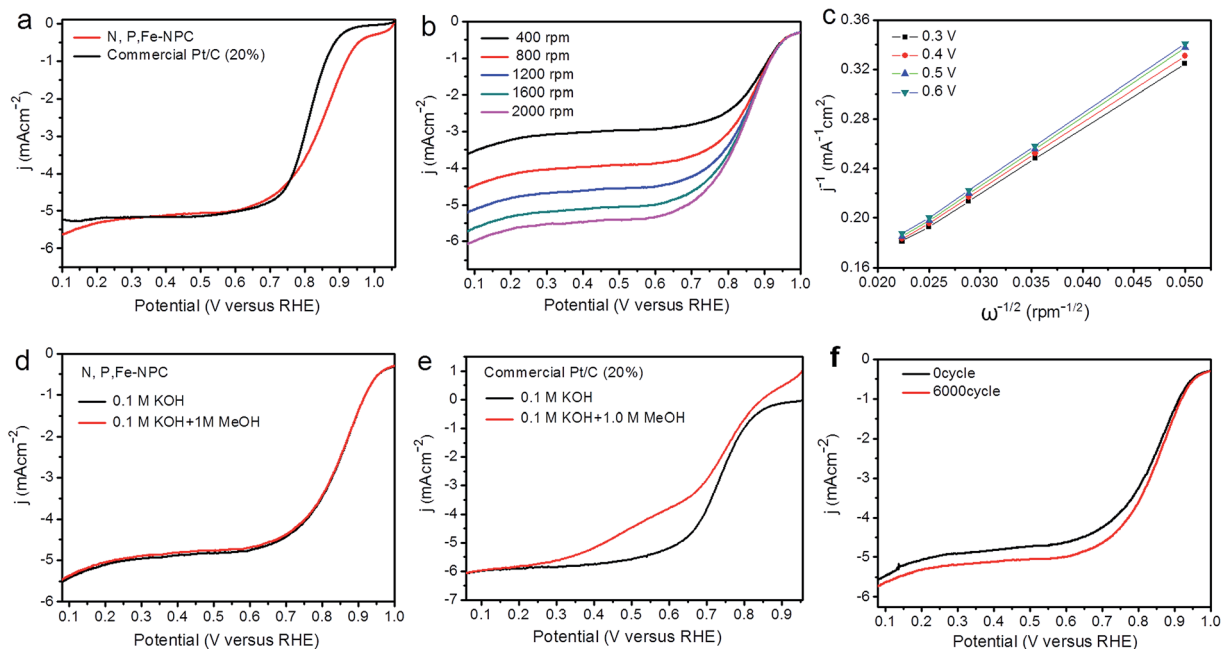 a
N, P,Fe-NPC
Commercial Pt/C (20%)
0
-1
-2
-3
-4
-5
-6
j (mAcm⁻²)
0.1 0.2 0.3 0.4 0.5 0.6 0.7 0.8 0.9 1.0
Potential (V versus RHE)
b
400 rpm
800 rpm
1200 rpm
1600 rpm
2000 rpm
0
-1
-2
-3
-4
-5
-6
j (mAcm⁻²)
0.1 0.2 0.3 0.4 0.5 0.6 0.7 0.8 0.9 1.0
Potential (V versus RHE)
c
0.3 V
0.4 V
0.5 V
0.6 V
0.36
0.32
0.28
0.24
0.20
0.16
j⁻¹ (mA⁻¹cm²)
0.020 0.025 0.030 0.035 0.040 0.045 0.050
ω⁻¹/² (rpm⁻¹/²)
d
N, P,Fe-NPC
0.1 M KOH
0.1 M KOH+1M MeOH
0
-1
-2
-3
-4
-5
-6
j (mAcm⁻²)
0.1 0.2 0.3 0.4 0.5 0.6 0.7 0.8 0.9 1.0
Potential (V versus RHE)
e
Commercial Pt/C (20%)
0.1 M KOH
0.1 M KOH+1.0 M MeOH
1
0
-1
-2
-3
-4
-5
-6
-7
j (mAcm⁻²)
0.1 0.2 0.3 0.4 0.5 0.6 0.7 0.8 0.9
Potential (V versus RHE)
f
0cycle
6000cycle
0
-1
-2
-3
-4
-5
-6
j (mAcm⁻²)
0.1 0.2 0.3 0.4 0.5 0.6 0.7 0.8 0.9 1.0
Potential (V versus RHE)